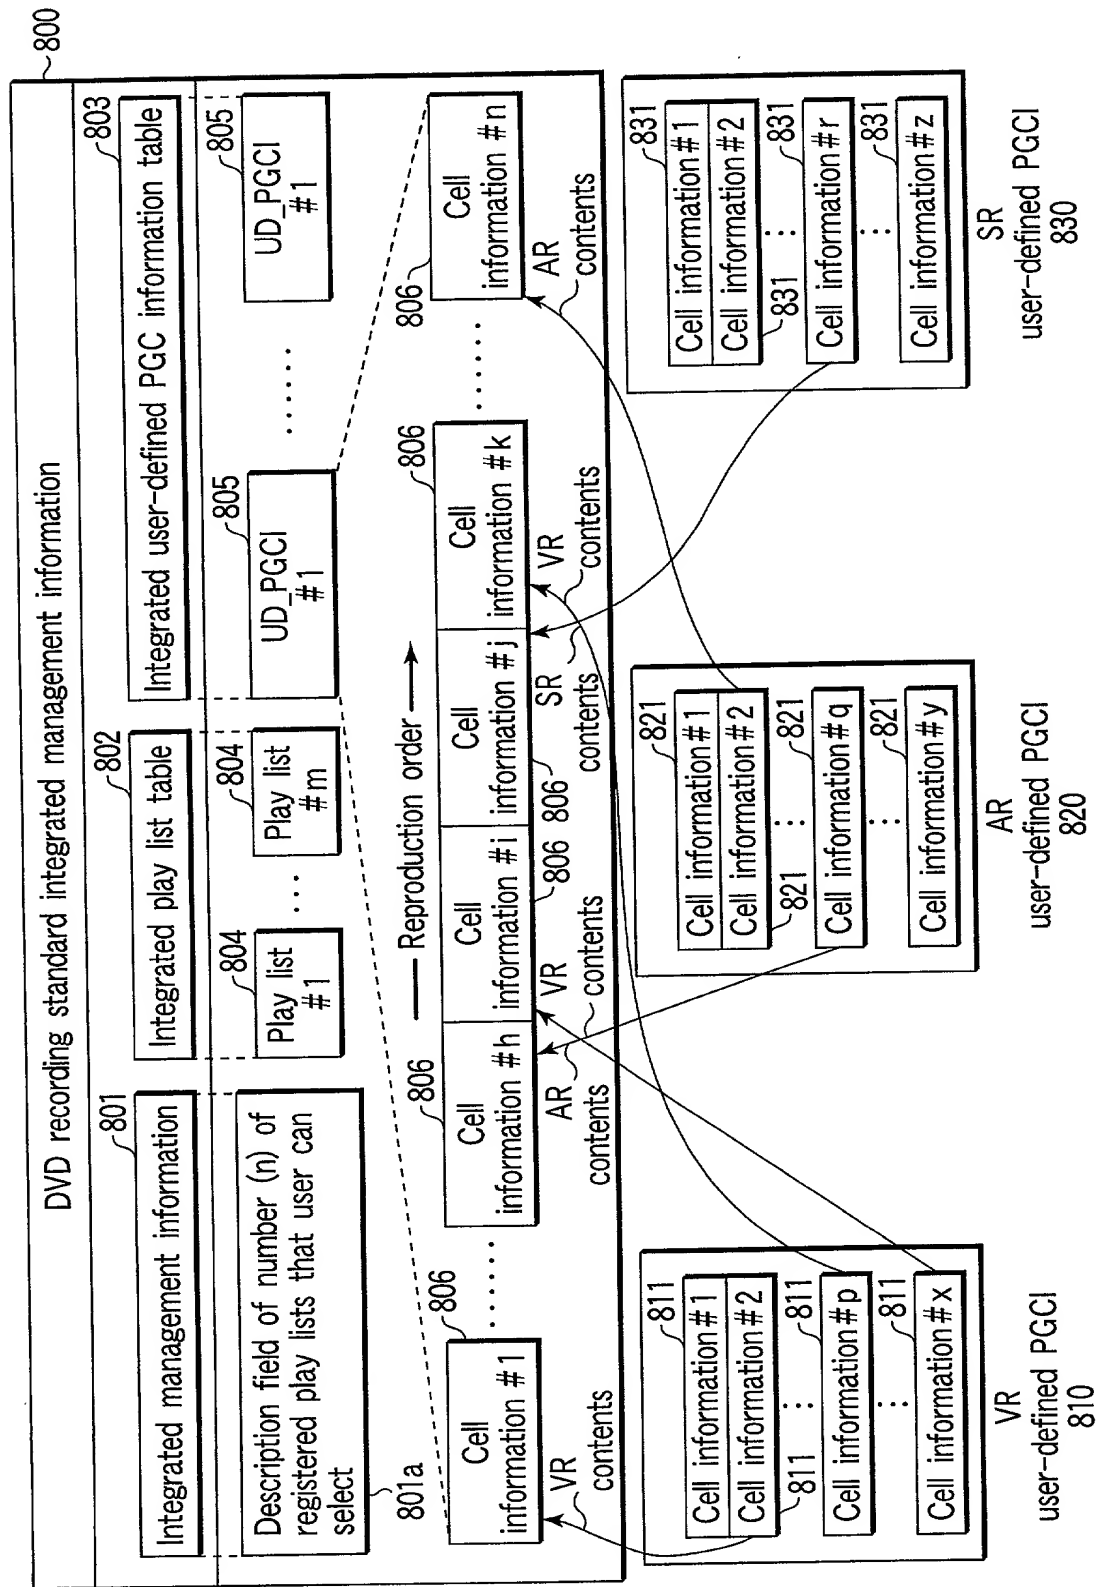 800
DVD recording standard integrated management information
801
802
803
Integrated management information
Integrated play list table
Integrated user-defined PGC information table
Description field of number (n) of
registered play lists that user can
select
801a
804
Play list
#1
...
804
Play list
#m
805
UD_PGCI
#1
......
805
UD_PGCI
#1
Reproduction order
806
Cell
information #1
......
806
Cell
information #h
Cell
information #i
806
Cell
information #j
806
806
Cell
information #k
......
806
Cell
information #n
VR
contents
AR
contents
VR
contents
SR
contents
VR
contents
AR
contents
811
Cell information #1
Cell information #2
811
...
811
Cell information #p
...
811
Cell information #x
VR
user-defined PGCI
810
821
Cell information #1
Cell information #2
821
...
821
Cell information #q
...
821
Cell information #y
AR
user-defined PGCI
820
831
Cell information #1
Cell information #2
831
...
831
Cell information #r
...
831
Cell information #z
SR
user-defined PGCI
830